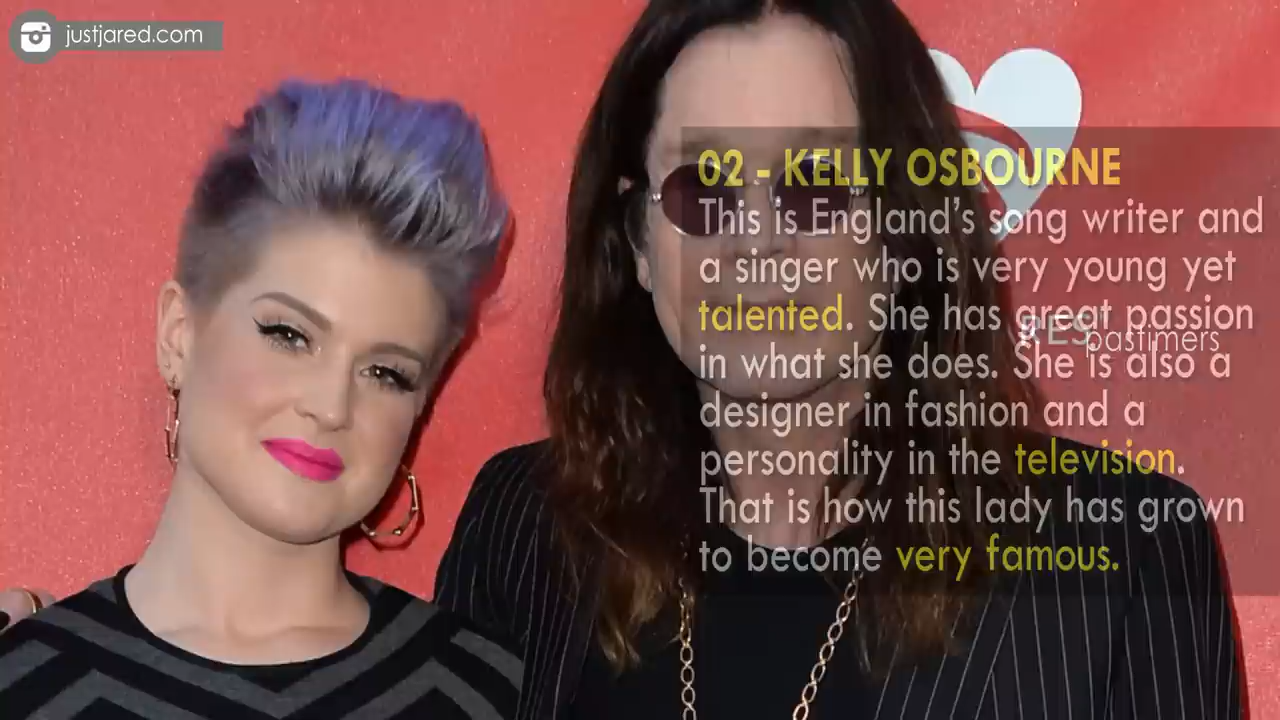 justjared.com
02 - KELLY OSBOURNE
This is England's song writer and
a singer who is very young yet
talented. She has great passion
in what she does. She is also a
designer in fashion and a
personality in the television.
That is how this lady has grown
to become very famous.
pastimers